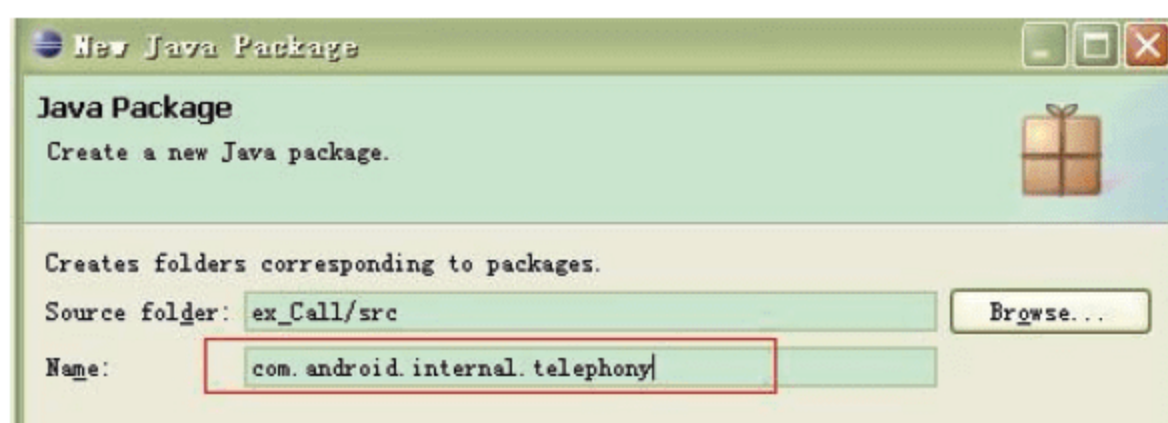 New Java Package
Java Package
Create a new Java package.
Creates folders corresponding to packages.
Source folder: ex_Call/src Browse...
Name: com.android.internal.telephony